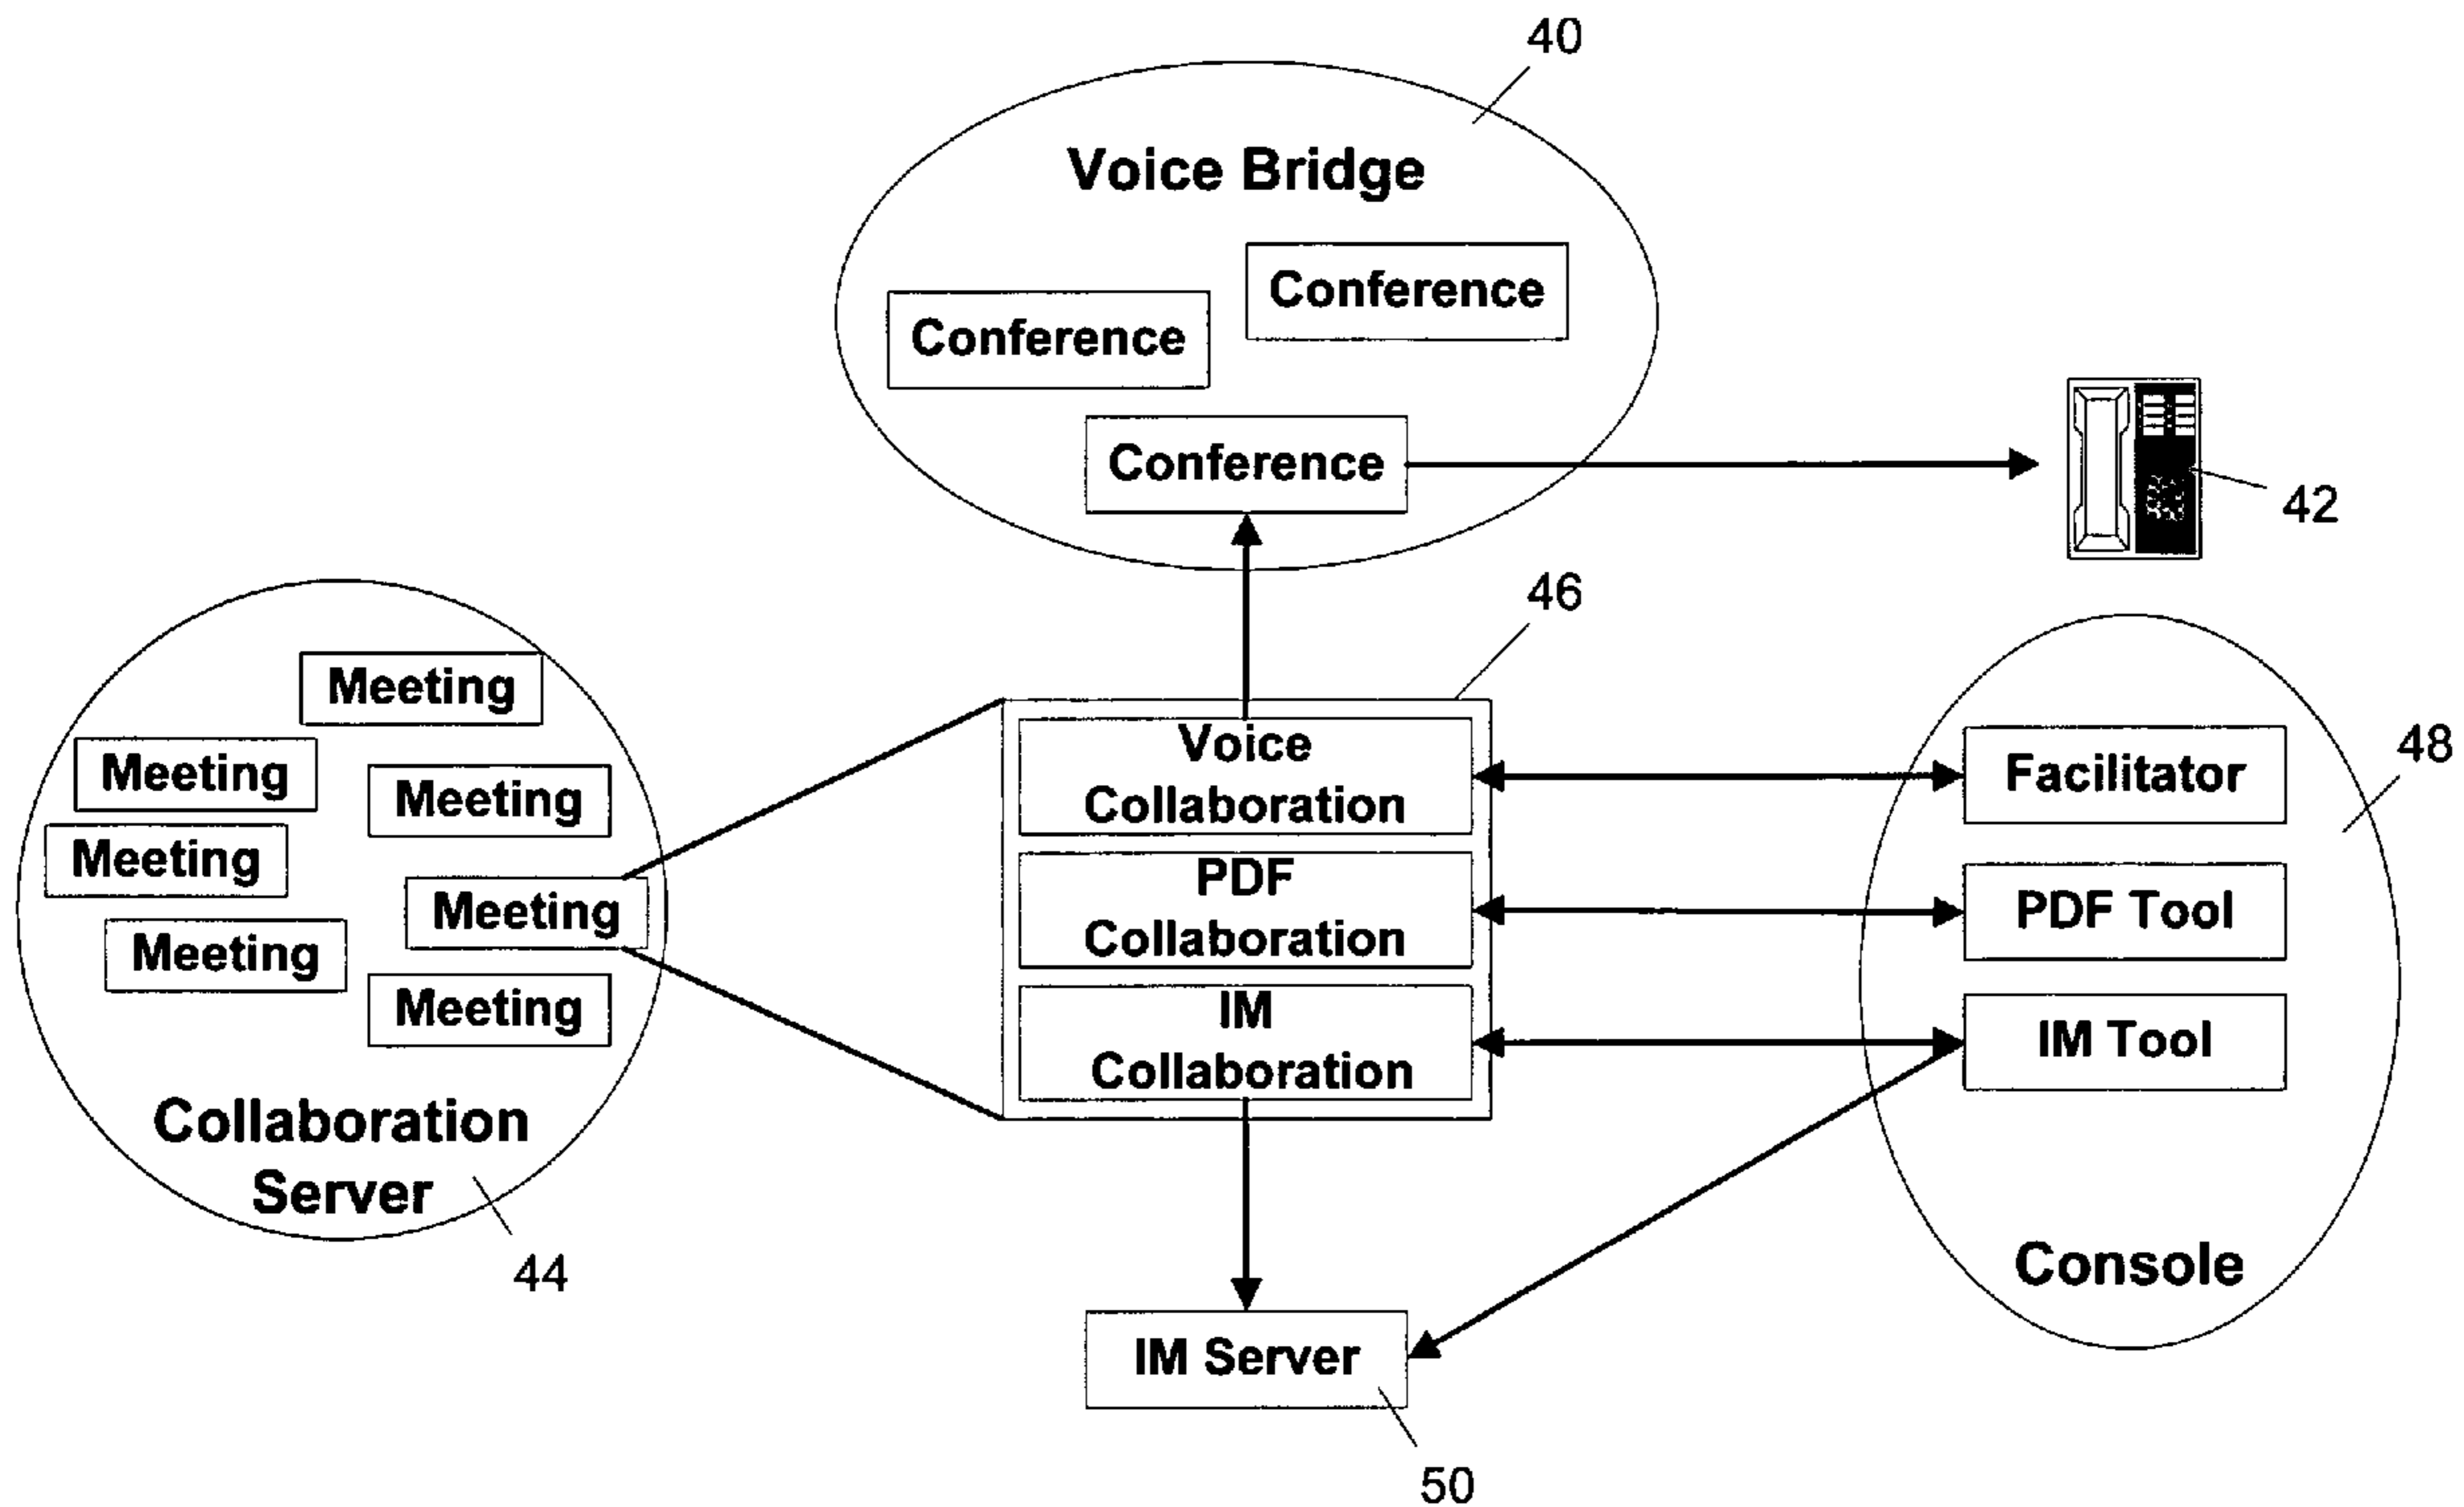 40
Voice Bridge
Conference
Conference
Conference
42
46
Meeting
Meeting
Meeting
Meeting
Meeting
Meeting
Meeting
Collaboration
Server
44
Voice
Collaboration
PDF
Collaboration
IM
Collaboration
48
Facilitator
PDF Tool
IM Tool
Console
IM Server
50